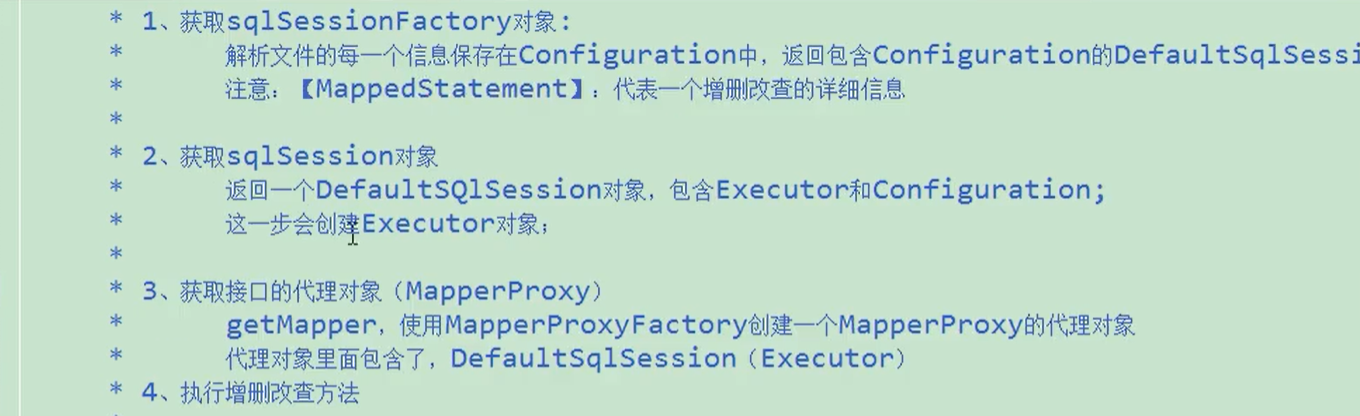 * 1、获取sqlSessionFactory对象:
* 解析文件的每一个信息保存在Configuration中，返回包含Configuration的DefaultSqlSessi
* 注意：【MappedStatement】：代表一个增删改查的详细信息
*
* 2、获取sqlSession对象
* 返回一个DefaultSQlSession对象，包含Executor和Configuration;
* 这一步会创建Executor对象；
*
* 3、获取接口的代理对象（MapperProxy）
* getMapper，使用MapperProxyFactory创建一个MapperProxy的代理对象
* 代理对象里面包含了，DefaultSqlSession（Executor）
* 4、执行增删改查方法